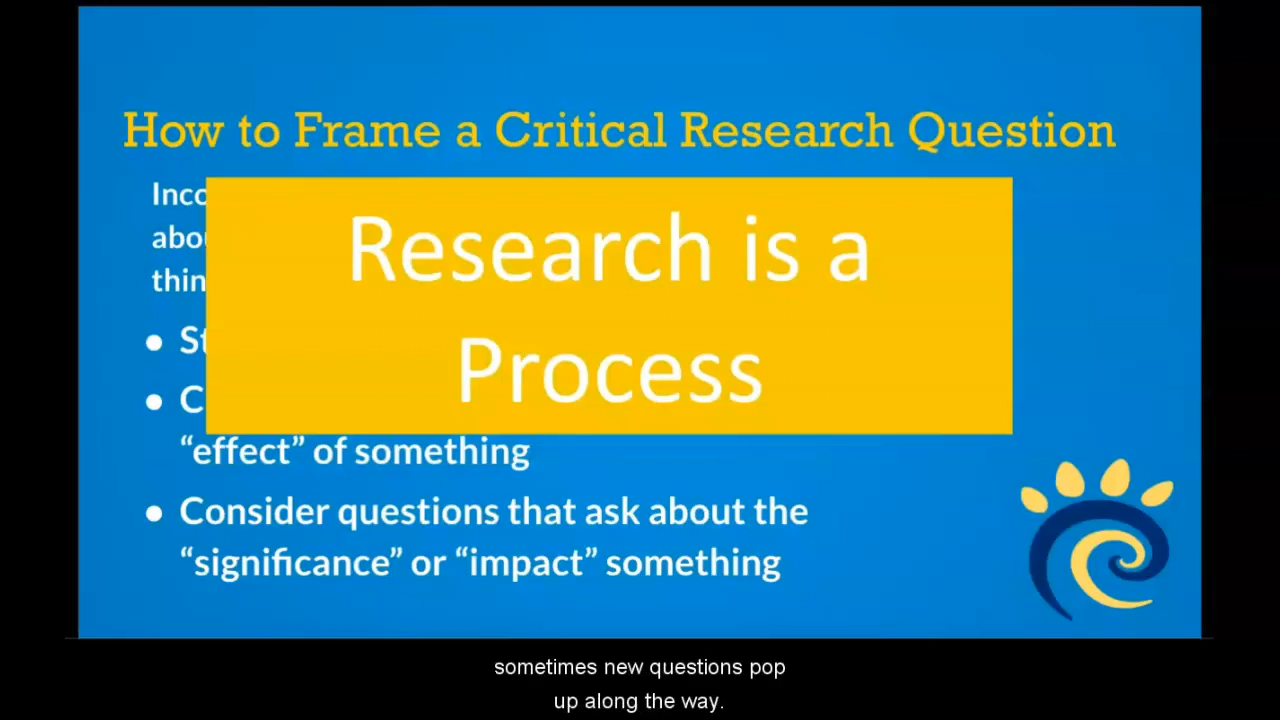 How to Frame a Critical Research Question
Research is a
Process
“effect” of something
● Consider questions that ask about the
“significance” or “impact” something
sometimes new questions pop
up along the way.